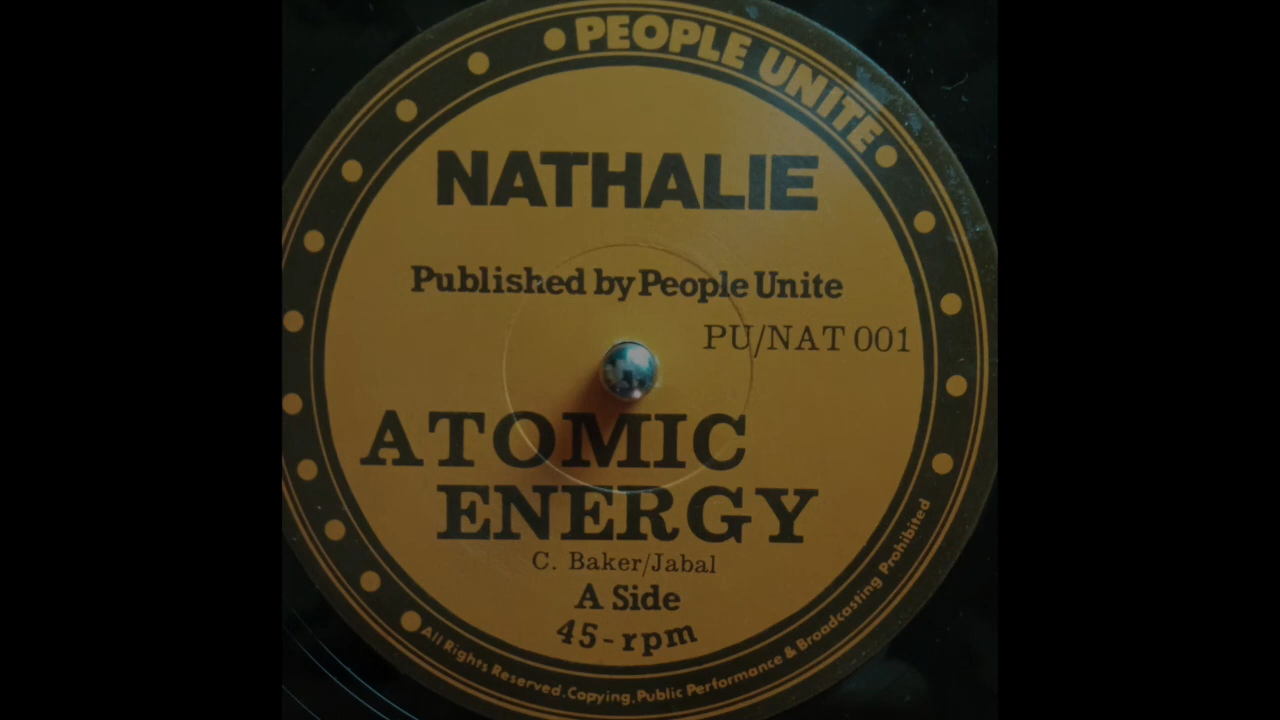 PEOPLE UNITE
NATHALIE
Published by People Unite
PU/NAT 001
ATOMIC
ENERGY
C. Baker/Jabal
A Side
45-rpm
All Rights Reserved. Copying, Public Performance & Broadcasting Prohibited